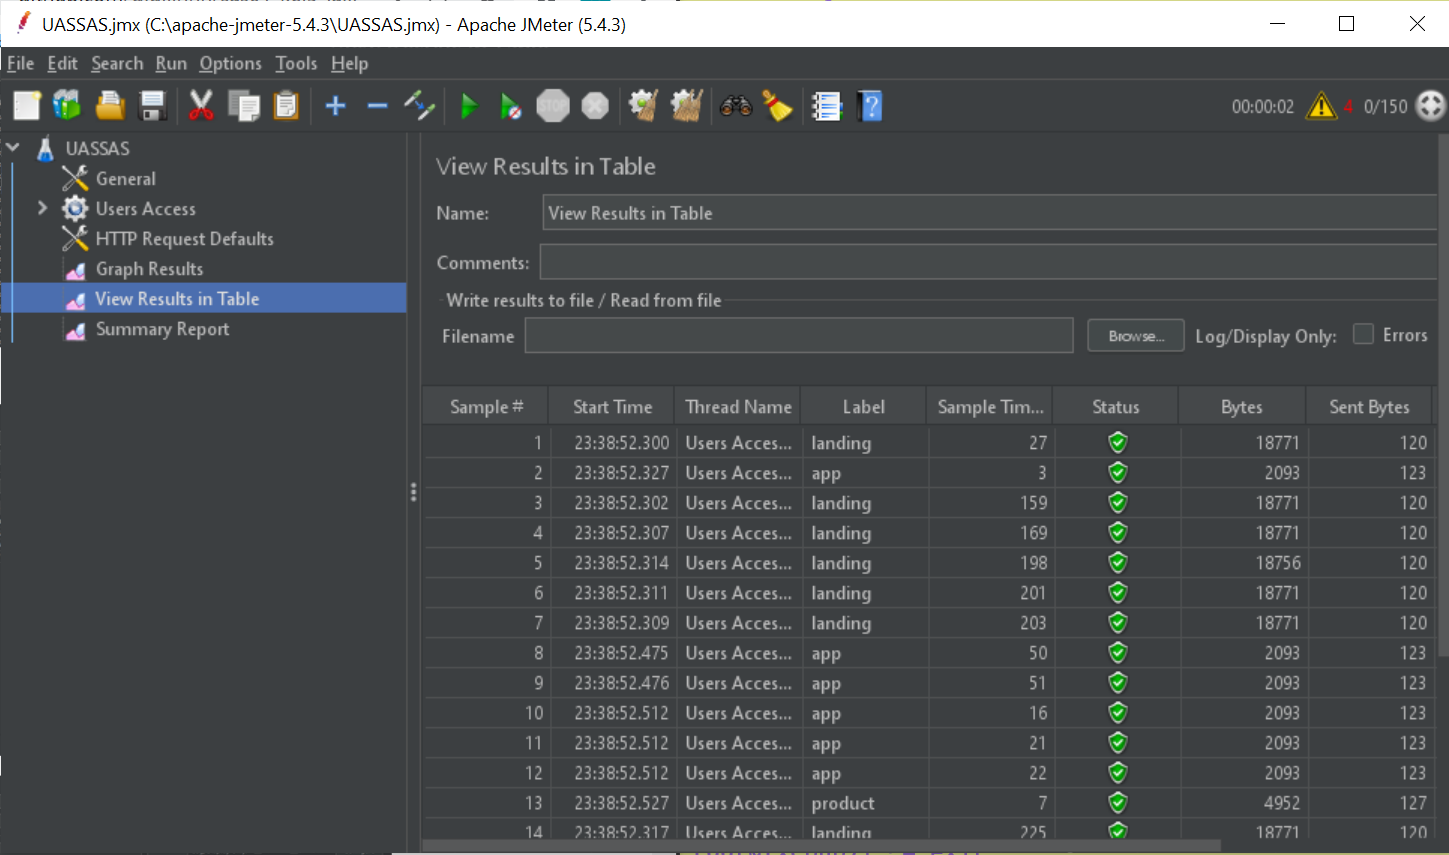 UASSAS.jmx (C:\apache-jmeter-5.4.3\UASSAS.jmx) - Apache JMeter (5.4.3)
File Edit Search Run Options Tools Help
STOP 00:00:02 4 0/150
UASSAS
General
Users Access
HTTP Request Defaults
Graph Results
View Results in Table
Summary Report
View Results in Table
Name: View Results in Table
Comments:
Write results to file / Read from file
Filename Browse... Log/Display Only: Errors
Sample # Start Time Thread Name Label Sample Tim... Status Bytes Sent Bytes
1 23:38:52.300 Users Acces... landing 27 18771 120
2 23:38:52.327 Users Acces... app 3 2093 123
3 23:38:52.302 Users Acces... landing 159 18771 120
4 23:38:52.307 Users Acces... landing 169 18771 120
5 23:38:52.314 Users Acces... landing 198 18756 120
6 23:38:52.311 Users Acces... landing 201 18771 120
7 23:38:52.309 Users Acces... landing 203 18771 120
8 23:38:52.475 Users Acces... app 50 2093 123
9 23:38:52.476 Users Acces... app 51 2093 123
10 23:38:52.512 Users Acces... app 16 2093 123
11 23:38:52.512 Users Acces... app 21 2093 123
12 23:38:52.512 Users Acces... app 22 2093 123
13 23:38:52.527 Users Acces... product 7 4952 127
14 23:38:52.317 Users Acces... landing 225 18771 120